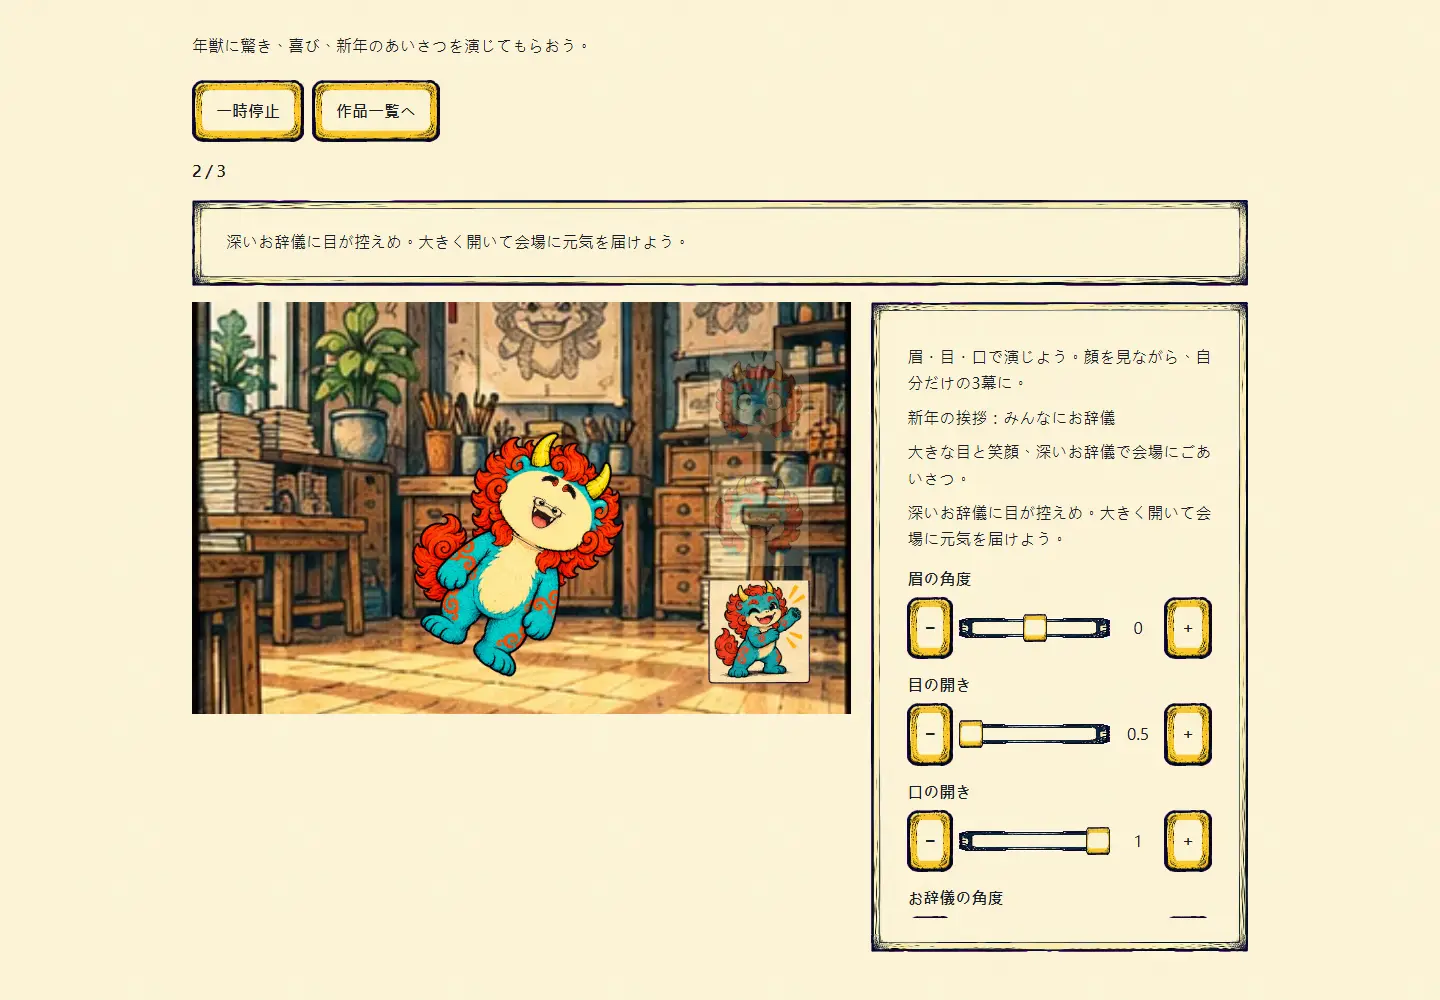 年獣に驚き、喜び、新年のあいさつを演じてもらおう。
一時停止
作品一覧へ
2 / 3
深いお辞儀に目が控えめ。大きく開いて会場に元気を届けよう。
眉・目・口で演じよう。顔を見ながら、自
分だけの3幕に。
新年の挨拶：みんなにお辞儀
大きな目と笑顔、深いお辞儀で会場にごあ
いさつ。
深いお辞儀に目が控えめ。大きく開いて会
場に元気を届けよう。
眉の角度
− 0 +
目の開き
− 0.5 +
口の開き
− 1 +
お辞儀の角度